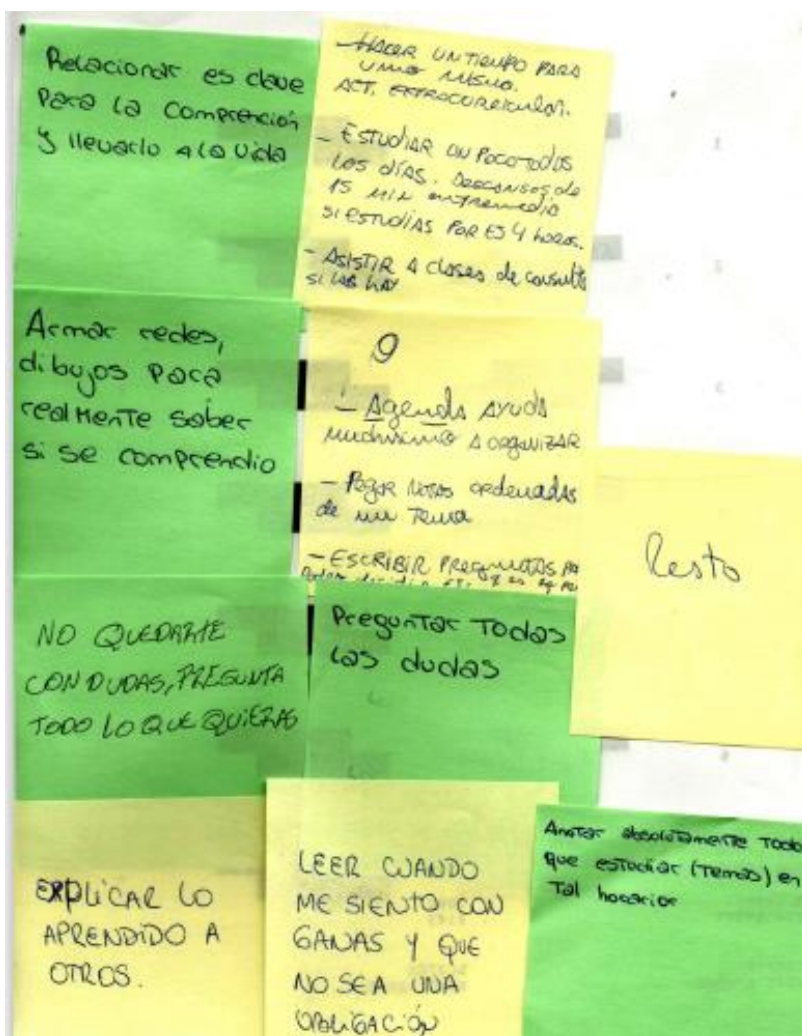 Relacionar es clave
para la comprención
y llevarlo a la vida
- HACER UN TIEMPO PARA
UNO MISMO.
ACT. EXTRACURRICULAR.
- ESTUDIAR UN POCO TODOS
LOS DÍAS. DESCANSOS de
15 MIN entremedio
SI ESTUDIAS POR EJ 4 horas.
- ASISTIR A clases de consulta
SI LAS HAY
Armar redes,
dibujos para
realmente saber
si se comprendio
9
- Agenda AYUDA
muchisimo A ORGANIZAR
- Pegar NOTAS ordenadas
de un Tema
- ESCRIBIR PREGUNTAS
Resto
NO QUEDARTE
CON DUDAS, PREGUNTA
TODO LO QUE QUIERAS
Preguntar Todas
las dudas
EXPLICAR LO
APRENDIDO A
OTROS.
LEER CUANDO
ME SIENTO CON
GANAS Y QUE
NO SEA UNA
OBLIGACIÓN
Anotar absolutamente Todo
que estudiar (Temas) en
Tal horarios